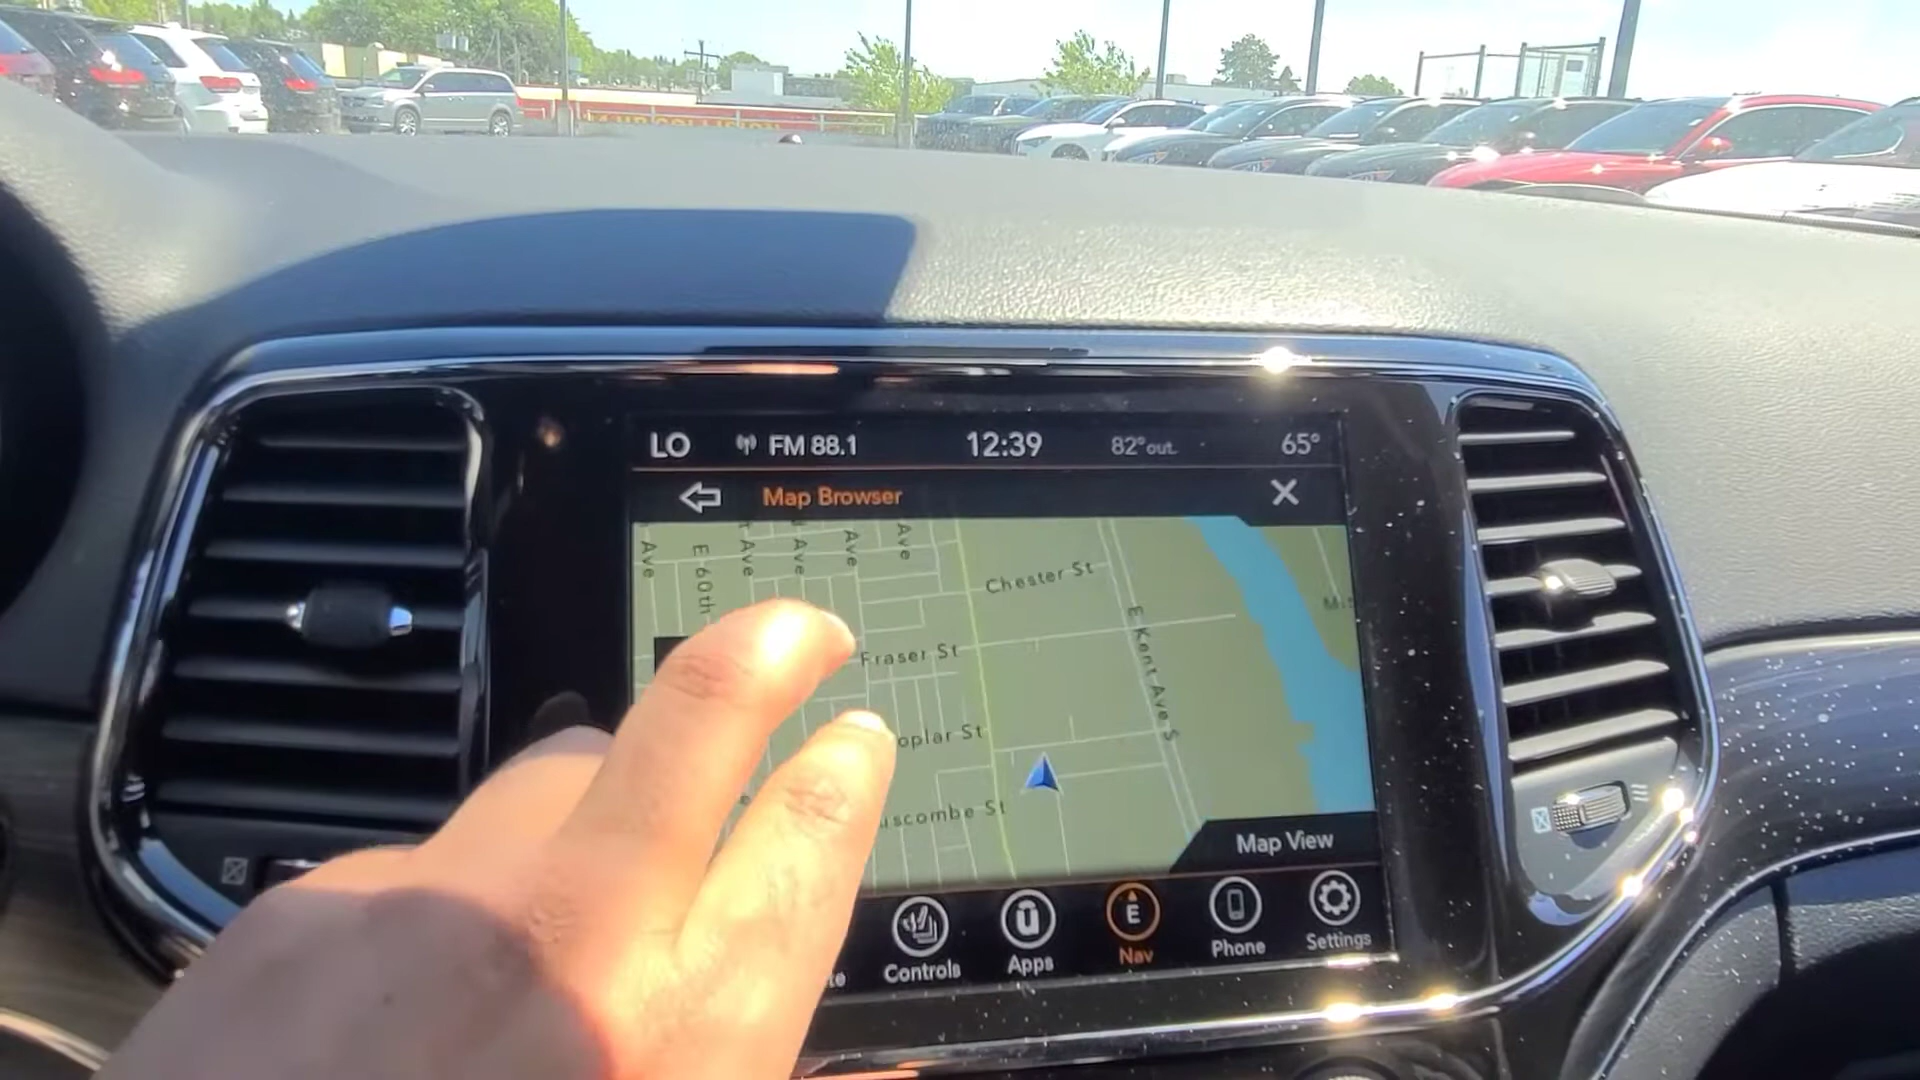 LO FM 88.1 12:39 82° out. 65°
Map Browser
Ave
Ave
Ave
Ave
Ave
E 60th
Chester St
Fraser St
E Kent Ave S
oplar St
uscombe St
Map View
Controls
Apps
E
Nav
Phone
Settings